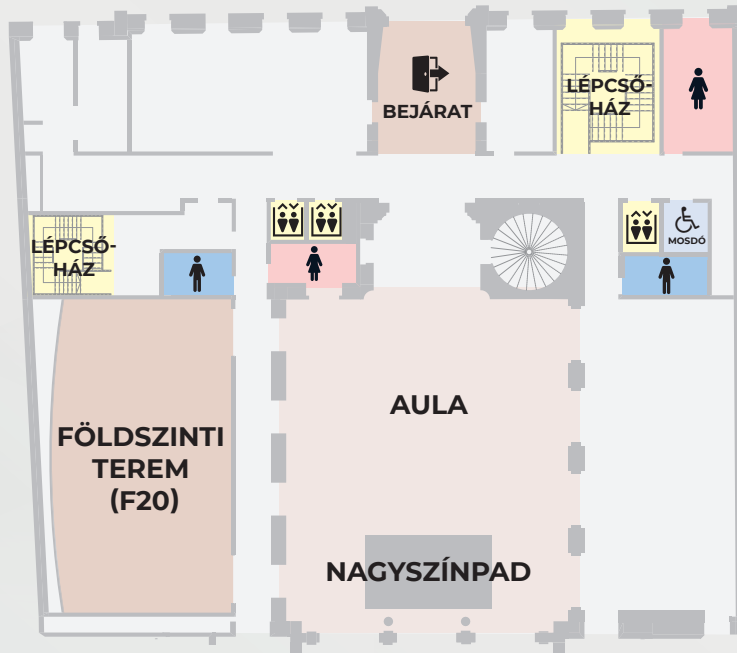 BEJÁRAT
LÉPCSŐ-
HÁZ
LÉPCSŐ-
HÁZ
MOSDÓ
FÖLDSZINTI
TEREM
(F20)
AULA
NAGYSZÍNPAD